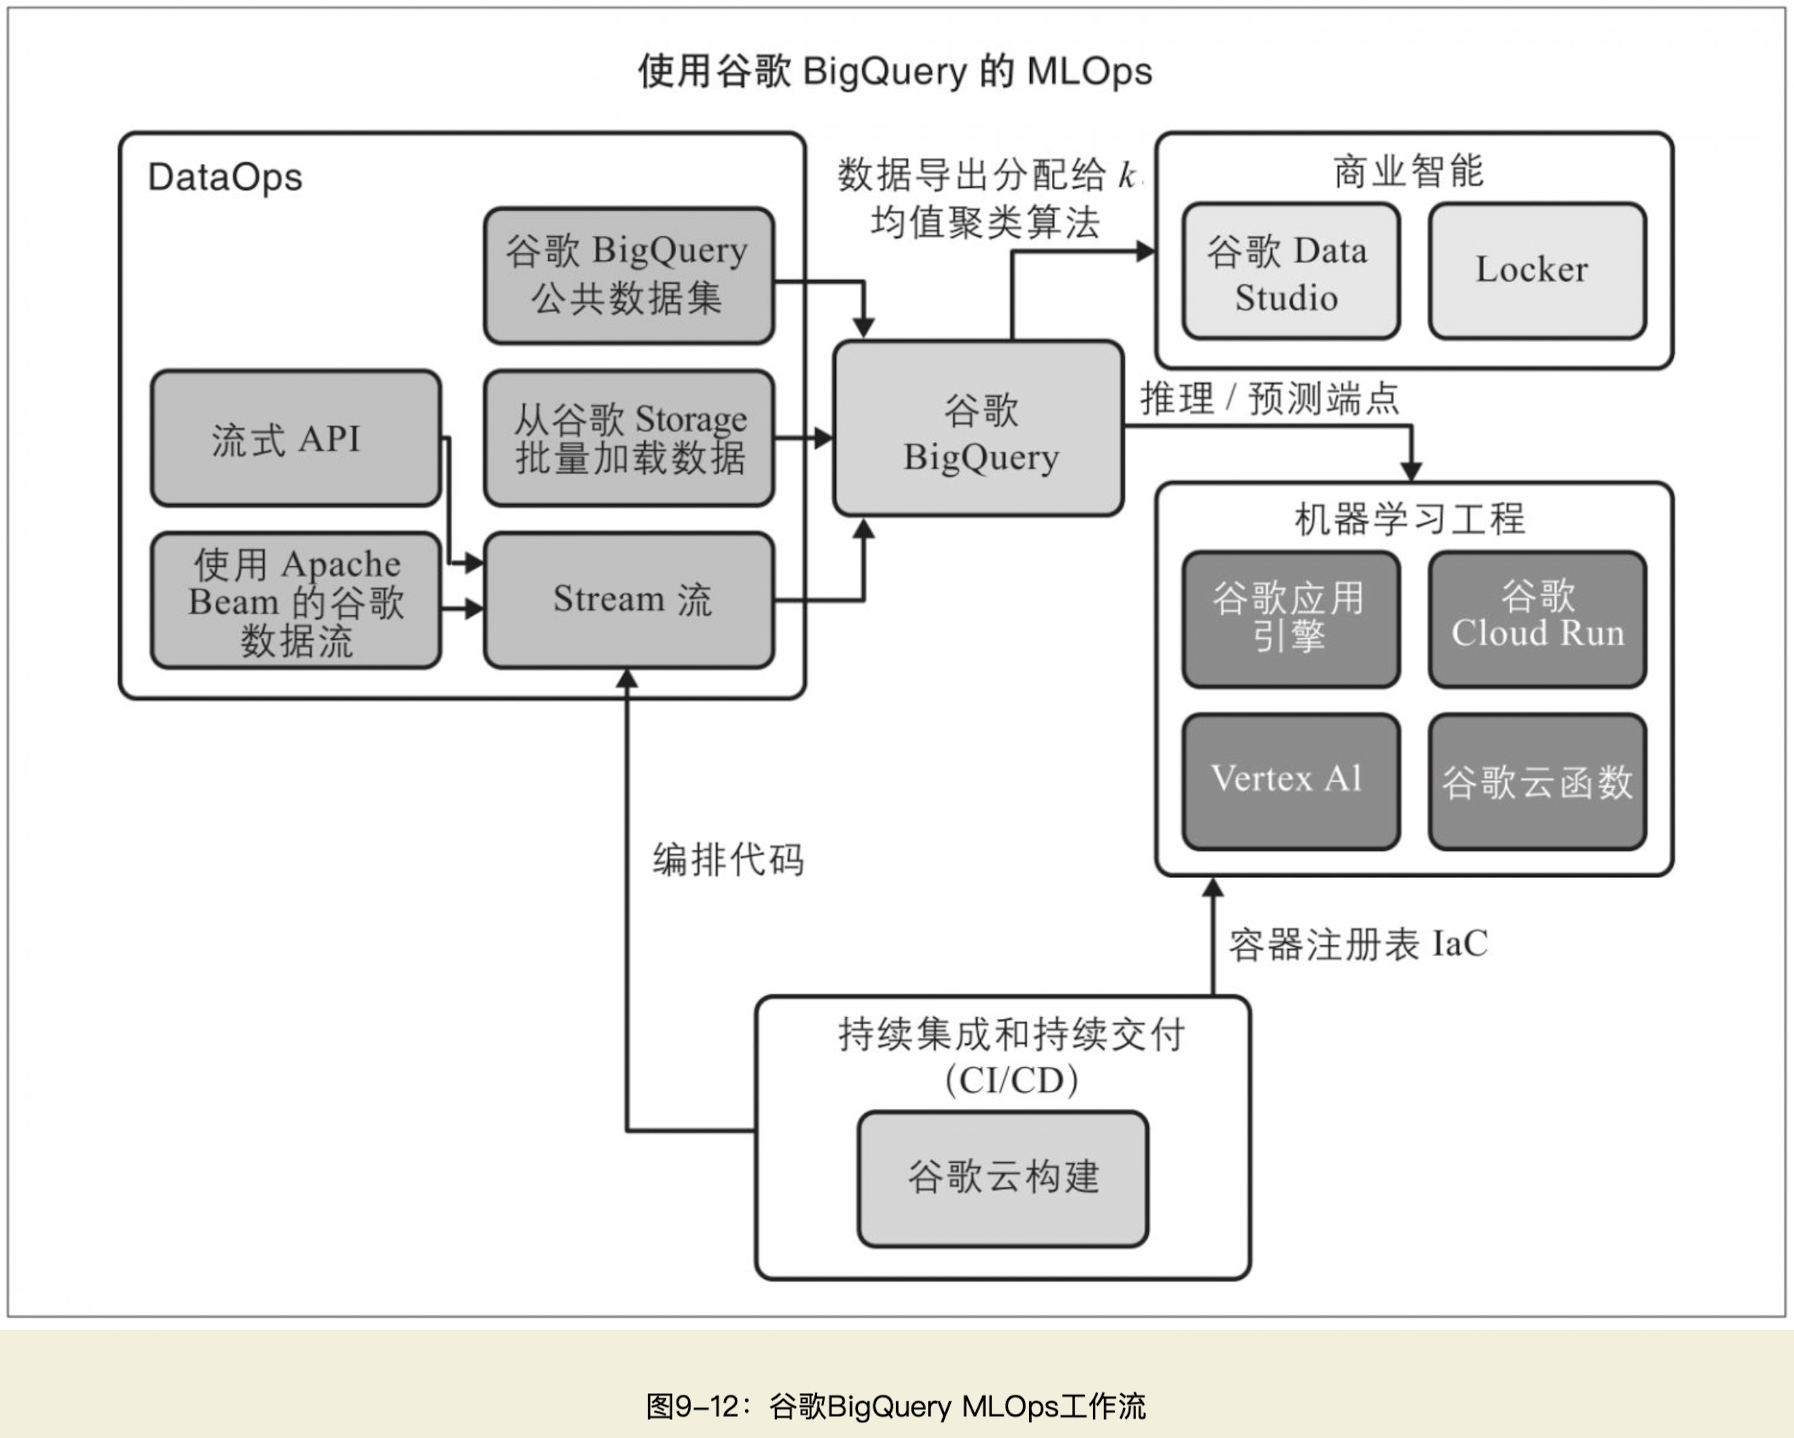 使用谷歌 BigQuery 的 MLOps
DataOps
谷歌 BigQuery
公共数据集
流式 API
从谷歌 Storage
批量加载数据
使用 Apache
Beam 的谷歌
数据流
Stream 流
数据导出分配给 k
均值聚类算法
谷歌
BigQuery
商业智能
谷歌 Data
Studio
Locker
推理 / 预测端点
机器学习工程
谷歌应用
引擎
谷歌
Cloud Run
Vertex Al
谷歌云函数
编排代码
容器注册表 IaC
持续集成和持续交付
(CI/CD)
谷歌云构建
图9-12：谷歌BigQuery MLOps工作流